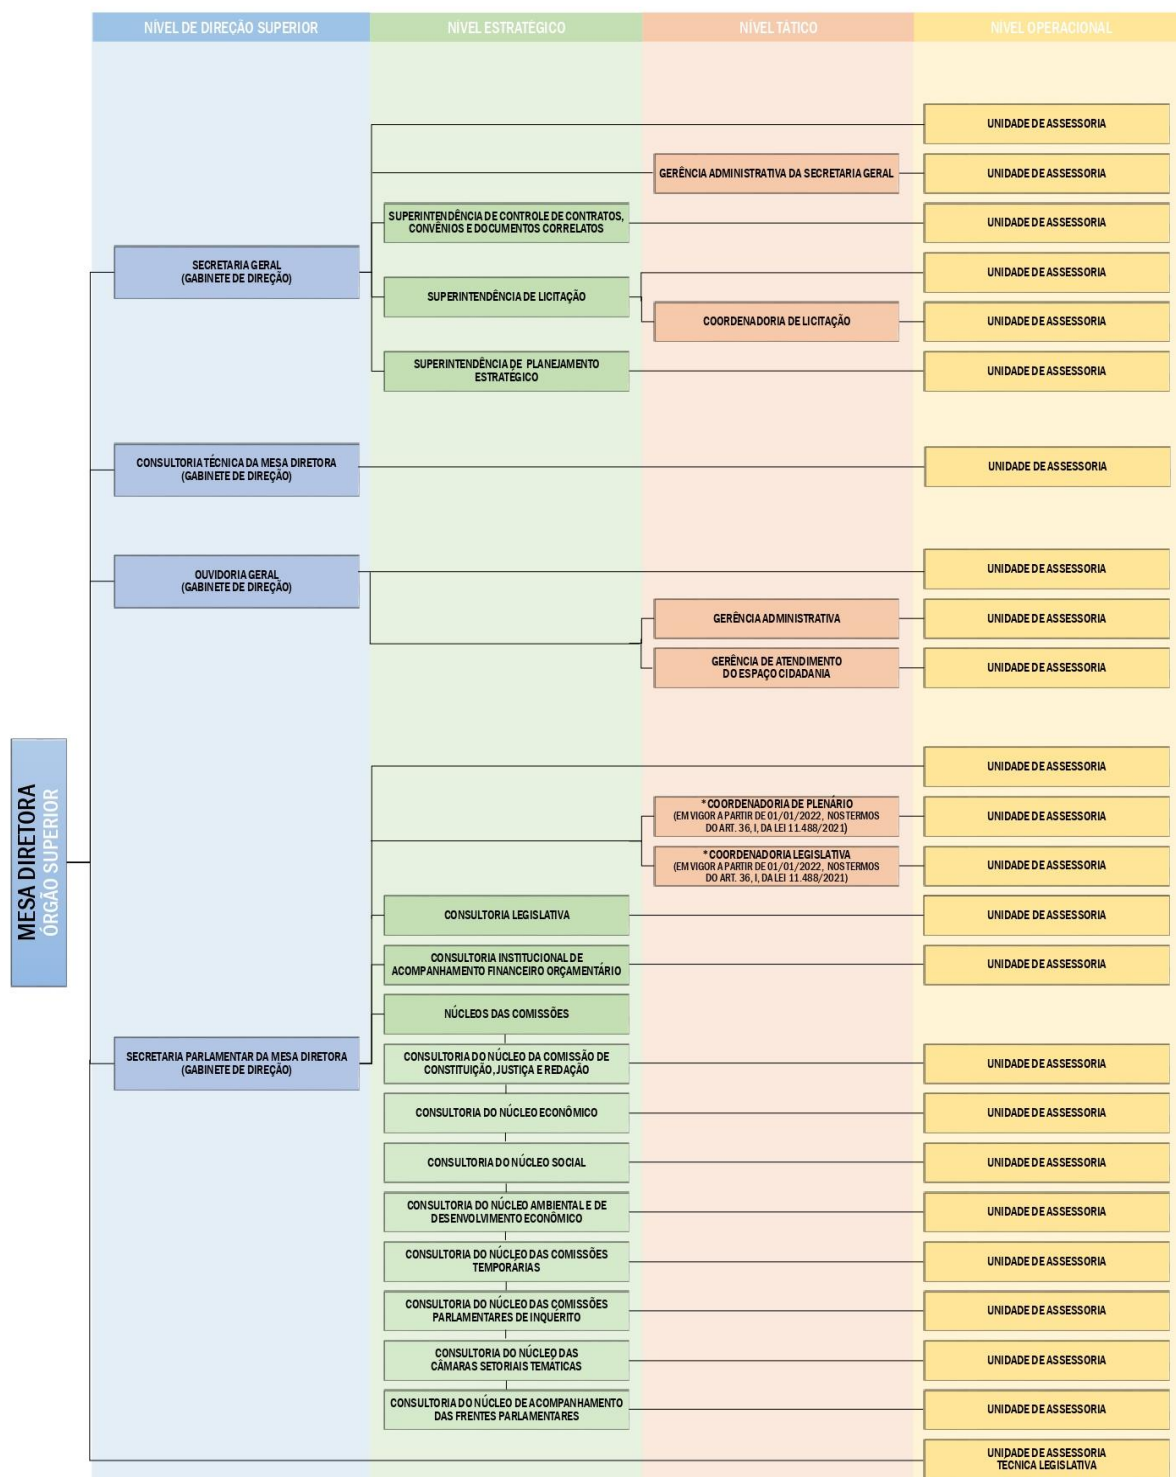 NÍVEL DE DIREÇÃO SUPERIOR
NÍVEL ESTRATÉGICO
NÍVEL TÁTICO
NÍVEL OPERACIONAL
MESA DIRETORA
ÓRGÃO SUPERIOR
UNIDADE DE ASSESSORIA
GERÊNCIA ADMINISTRATIVA DA SECRETARIA GERAL
UNIDADE DE ASSESSORIA
SUPERINTENDÊNCIA DE CONTROLE DE CONTRATOS,
CONVÊNIOS E DOCUMENTOS CORRELATOS
UNIDADE DE ASSESSORIA
SECRETARIA GERAL
(GABINETE DE DIREÇÃO)
UNIDADE DE ASSESSORIA
SUPERINTENDÊNCIA DE LICITAÇÃO
COORDENADORIA DE LICITAÇÃO
UNIDADE DE ASSESSORIA
SUPERINTENDÊNCIA DE PLANEJAMENTO
ESTRATÉGICO
UNIDADE DE ASSESSORIA
CONSULTORIA TÉCNICA DA MESA DIRETORA
(GABINETE DE DIREÇÃO)
UNIDADE DE ASSESSORIA
OUVIDORIA GERAL
(GABINETE DE DIREÇÃO)
UNIDADE DE ASSESSORIA
GERÊNCIA ADMINISTRATIVA
UNIDADE DE ASSESSORIA
GERÊNCIA DE ATENDIMENTO
DO ESPAÇO CIDADANIA
UNIDADE DE ASSESSORIA
UNIDADE DE ASSESSORIA
* COORDENADORIA DE PLENÁRIO
(EM VIGOR A PARTIR DE 01/01/2022, NOS TERMOS
DO ART. 36, I, DA LEI 11.488/2021)
UNIDADE DE ASSESSORIA
* COORDENADORIA LEGISLATIVA
(EM VIGOR A PARTIR DE 01/01/2022, NOS TERMOS
DO ART. 36, I, DA LEI 11.488/2021)
UNIDADE DE ASSESSORIA
CONSULTORIA LEGISLATIVA
UNIDADE DE ASSESSORIA
CONSULTORIA INSTITUCIONAL DE
ACOMPANHAMENTO FINANCEIRO ORÇAMENTÁRIO
UNIDADE DE ASSESSORIA
NÚCLEOS DAS COMISSÕES
SECRETARIA PARLAMENTAR DA MESA DIRETORA
(GABINETE DE DIREÇÃO)
CONSULTORIA DO NÚCLEO DA COMISSÃO DE
CONSTITUIÇÃO, JUSTIÇA E REDAÇÃO
UNIDADE DE ASSESSORIA
CONSULTORIA DO NÚCLEO ECONÔMICO
UNIDADE DE ASSESSORIA
CONSULTORIA DO NÚCLEO SOCIAL
UNIDADE DE ASSESSORIA
CONSULTORIA DO NÚCLEO AMBIENTAL E DE
DESENVOLVIMENTO ECONÔMICO
UNIDADE DE ASSESSORIA
CONSULTORIA DO NÚCLEO DAS COMISSÕES
TEMPORÁRIAS
UNIDADE DE ASSESSORIA
CONSULTORIA DO NÚCLEO DAS COMISSÕES
PARLAMENTARES DE INQUÉRITO
UNIDADE DE ASSESSORIA
CONSULTORIA DO NÚCLEO DAS
CÂMARAS SETORIAIS TEMÁTICAS
UNIDADE DE ASSESSORIA
CONSULTORIA DO NÚCLEO DE ACOMPANHAMENTO
DAS FRENTES PARLAMENTARES
UNIDADE DE ASSESSORIA
UNIDADE DE ASSESSORIA
TÉCNICA LEGISLATIVA